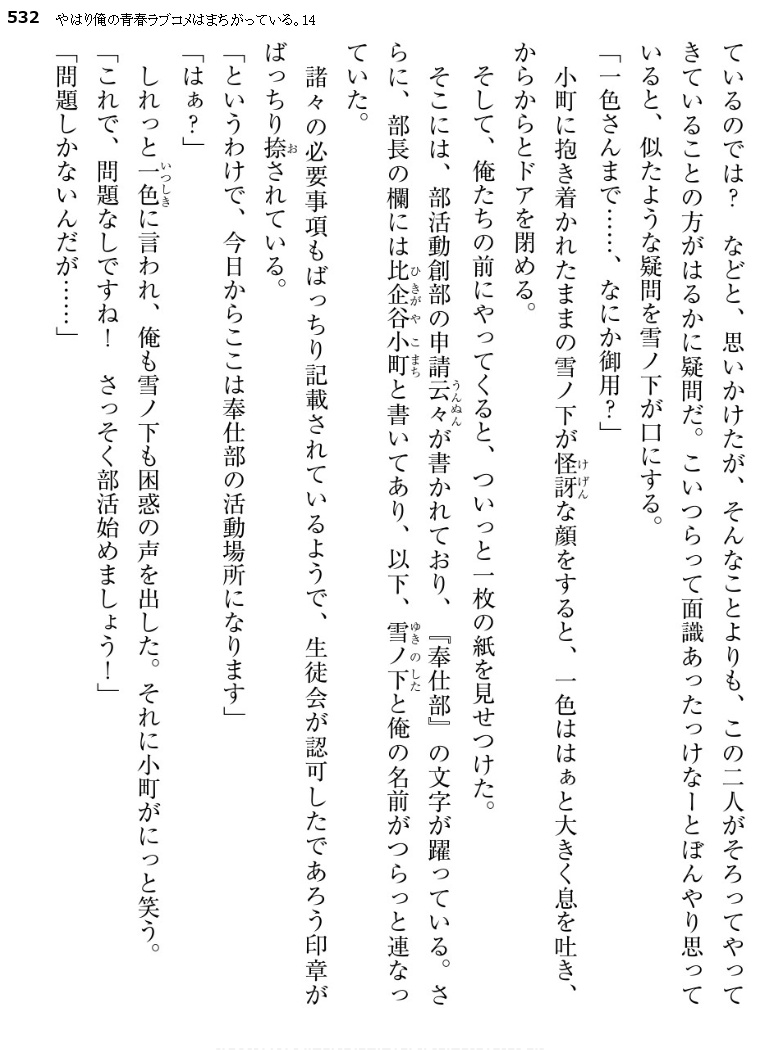 532 やはり俺の青春ラブコメはまちがっている。14
ているのでは？　などと、思いかけたが、そんなことよりも、この二人がそろってやって
きていることの方がはるかに疑問だ。こいつらって面識あったっけなーとぼんやり思って
いると、似たような疑問を雪ノ下が口にする。
「一色さんまで……、なにか御用？」
小町に抱き着かれたままの雪ノ下が怪訝な顔をすると、一色ははぁと大きく息を吐き、
からからとドアを閉める。
そして、俺たちの前にやってくると、ついっと一枚の紙を見せつけた。
そこには、部活動創部の申請云々が書かれており、『奉仕部』の文字が躍っている。さ
らに、部長の欄には比企谷小町と書いてあり、以下、雪ノ下と俺の名前がつらっと連なっ
ていた。
諸々の必要事項もばっちり記載されているようで、生徒会が認可したであろう印章が
ばっちり捺されている。
「というわけで、今日からここは奉仕部の活動場所になります」
「はぁ？」
しれっと一色に言われ、俺も雪ノ下も困惑の声を出した。それに小町がにっと笑う。
「これで、問題なしですね！　さっそく部活始めましょう！」
「問題しかないんだが……」